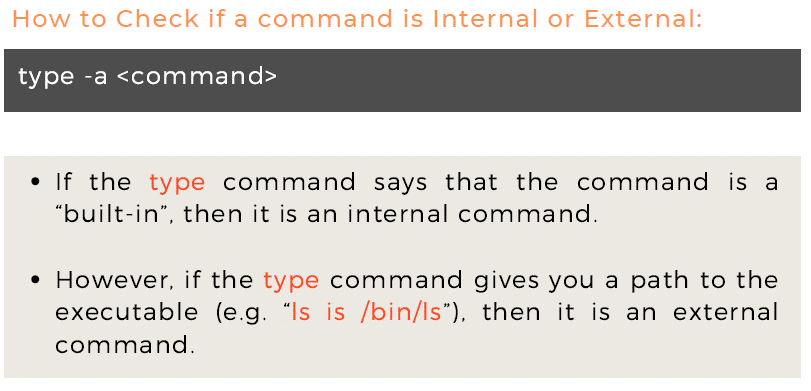 How to Check if a command is Internal or External:
type -a <command>
• If the type command says that the command is a
“built-in”, then it is an internal command.
• However, if the type command gives you a path to the
executable (e.g. “ls is /bin/ls”), then it is an external
command.